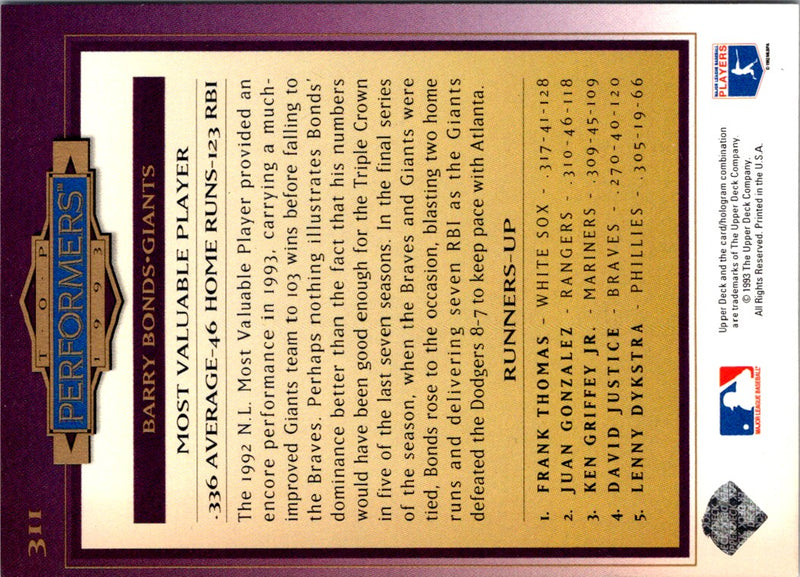 311
TOP
PERFORMERS™
1993
BARRY BONDS•GIANTS
MOST VALUABLE PLAYER
.336 AVERAGE-46 HOME RUNS-123 RBI
The 1992 N.L. Most Valuable Player provided an
encore performance in 1993, carrying a much-
improved Giants team to 103 wins before falling to
the Braves. Perhaps nothing illustrates Bonds'
dominance better than the fact that his numbers
would have been good enough for the Triple Crown
in five of the last seven seasons. In the final series
of the season, when the Braves and Giants were
tied, Bonds rose to the occasion, blasting two home
runs and delivering seven RBI as the Giants
defeated the Dodgers 8-7 to keep pace with Atlanta.
RUNNERS-UP
1. FRANK THOMAS - WHITE SOX - .317-41-128
2. JUAN GONZALEZ - RANGERS - .310-46-118
3. KEN GRIFFEY JR. - MARINERS - .309-45-109
4. DAVID JUSTICE - BRAVES - .270-40-120
5. LENNY DYKSTRA - PHILLIES - .305-19-66
MAJOR LEAGUE BASEBALL®
Upper Deck and the card/hologram combination
are trademarks of The Upper Deck Company.
© 1993 The Upper Deck Company.
All Rights Reserved. Printed in the U.S.A.
MAJOR LEAGUE BASEBALL
PLAYERS